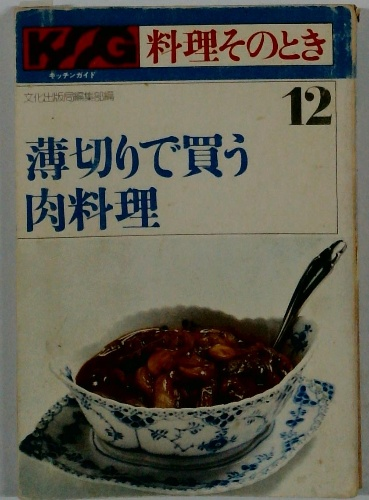 K/G 料理そのとき
キッチンガイド
文化出版局編集部編
12
薄切りで買う
肉料理